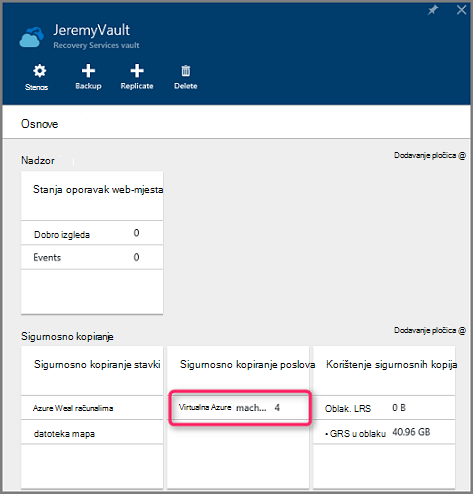 JeremyVault
Recovery Services vault
Stenos
Backup
Replicate
Delete
Osnove
Nadzor
Dodavanje pločica @
Stanja oporavak web-mjesta
Dobro izgleda 0
Events 0
Sigurnosno kopiranje
Dodavanje pločica @
Sigurnosno kopiranje stavki
Azure Weal računalima
datoteka mapa
Sigurnosno kopiranje poslova
Virtualna Azure mach... 4
Korištenje sigurnosnih kopija
Oblak. LRS 0 B
• GRS u oblaku 40.96 GB